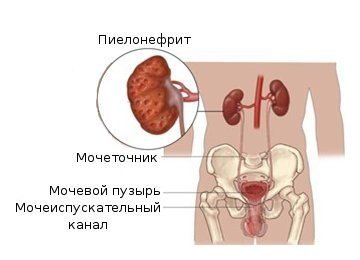 Пиелонефрит
Мочеточник
Мочевой пузырь
Мочеиспускательный
канал